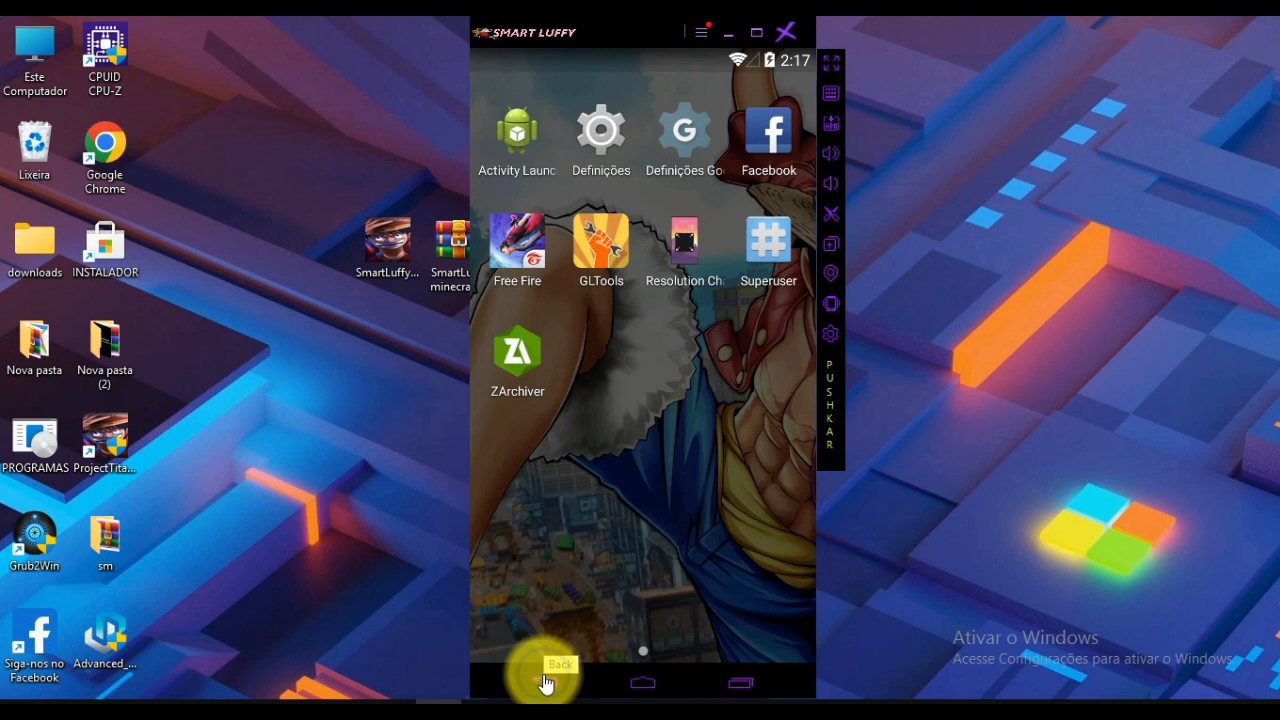 Este
Computador
CPUID
CPU-Z
Lixeira
Google
Chrome
downloads
INSTALADOR
Nova pasta
Nova pasta
(2)
PROGRAMAS
ProjectTita...
Grub2Win
sm
Siga-nos no
Facebook
Advanced_...
SmartLuffy...
SmartLu
minecra
SMART LUFFY
2:17
Activity Launc
Definições
Definições Go
Facebook
Free Fire
GLTools
Resolution Ch
Superuser
ZArchiver
Back
APK
PUSHKAR
Ativar o Windows
Acesse Configurações para ativar o Windows.